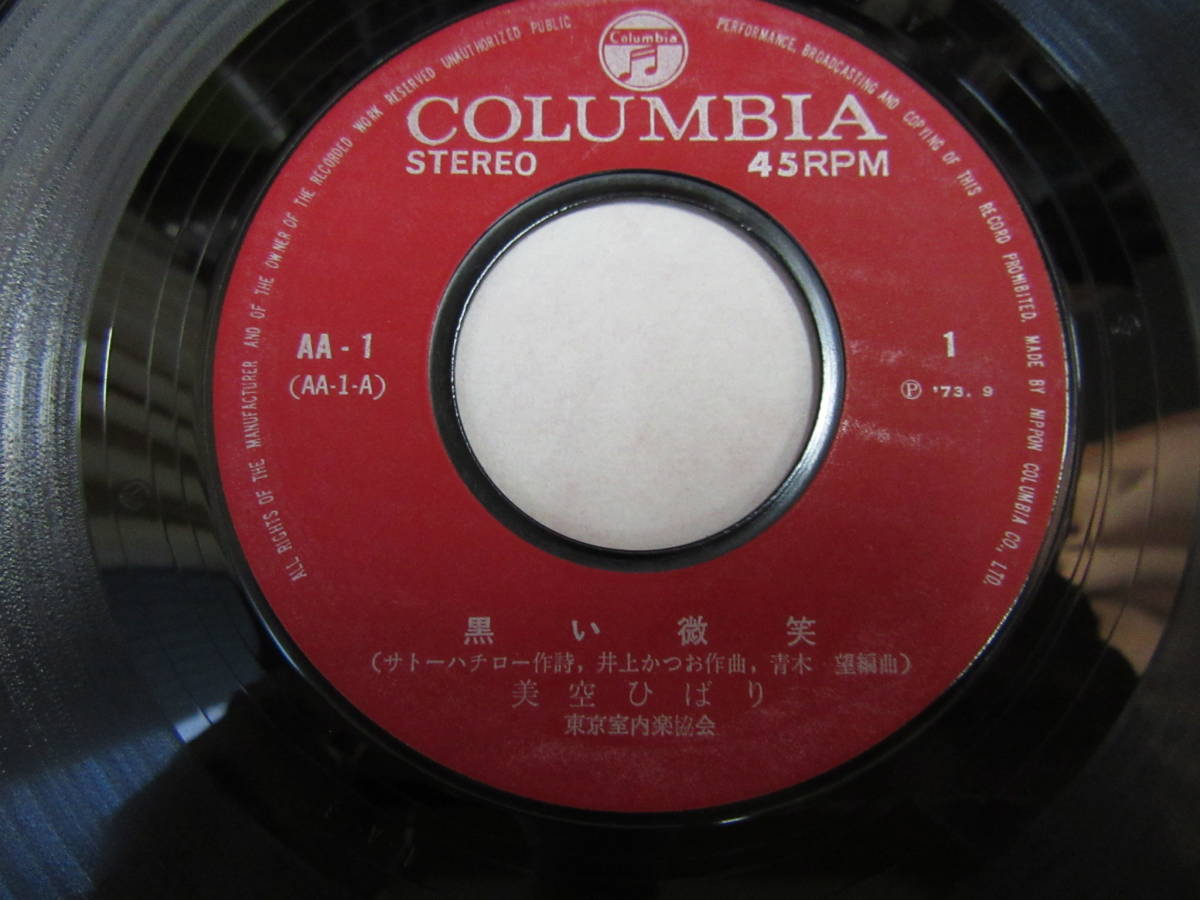 Columbia
COLUMBIA
STEREO 45RPM
ALL RIGHTS OF THE MANUFACTURER AND OF THE OWNER OF THE RECORDED WORK RESERVED UNAUTHORIZED PUBLIC PERFORMANCE, BROADCASTING AND COPYING OF THIS RECORD PROHIBITED. MADE BY NIPPON COLUMBIA CO., LTD.
AA-1 1
(AA-1-A) Ⓟ '73. 9
黒い微笑
(サトーハチロー作詩, 井上かつお作曲, 青木 望編曲)
美空ひばり
東京室内楽協会